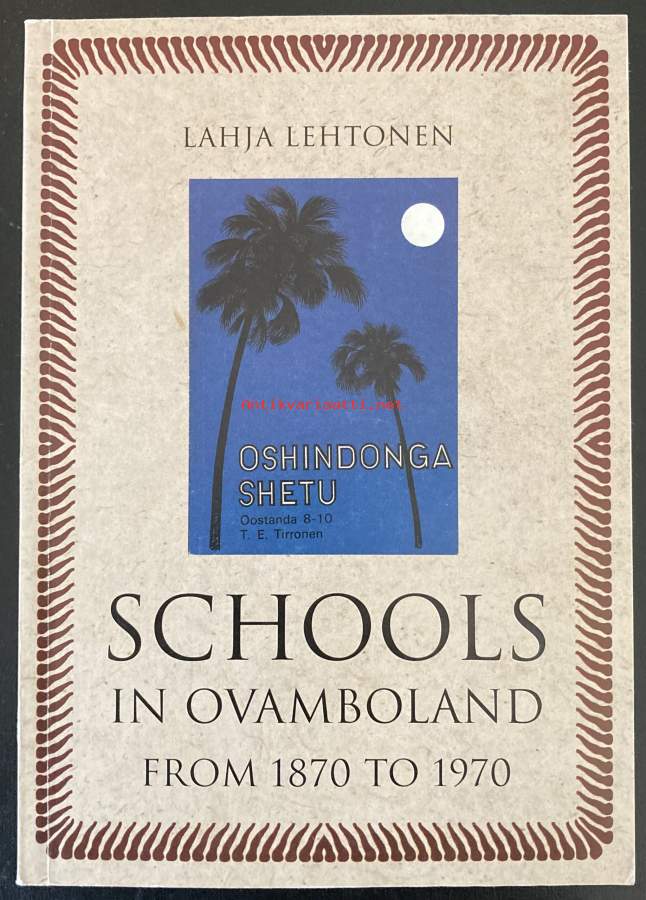 LAHJA LEHTONEN
antikvariaatti.net
OSHINDONGA
SHETU
Oostanda 8-10
T. E. Tirronen
SCHOOLS
IN OVAMBOLAND
FROM 1870 TO 1970